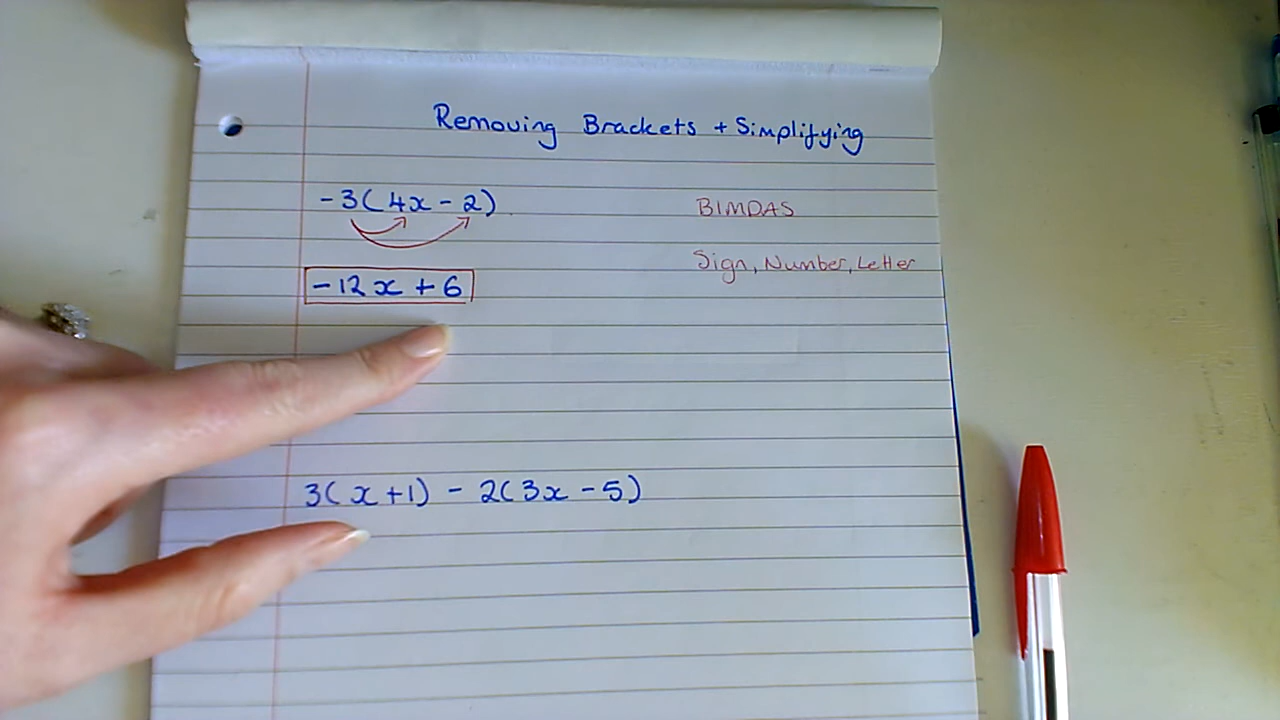 Removing Brackets + Simplifying
-3(4x - 2)
BIMDAS
Sign, Number, Letter
-12x + 6
3(x+1) - 2(3x - 5)